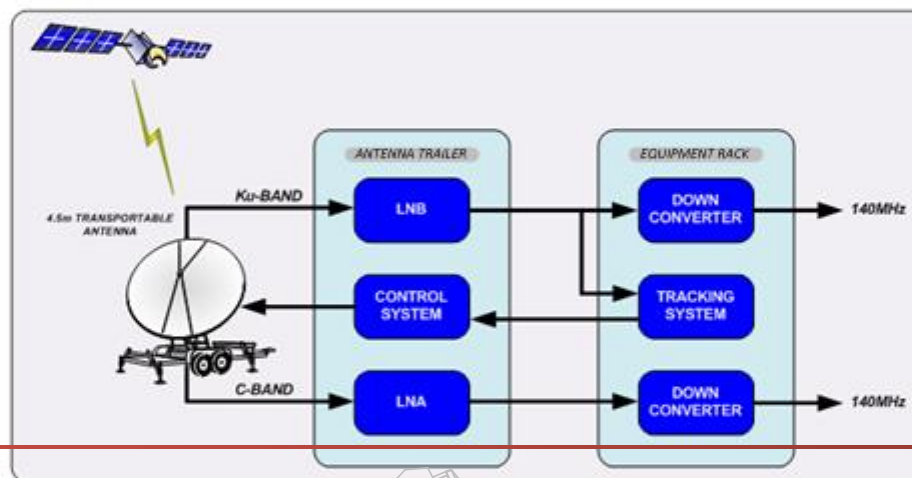 ANTENNA TRAILER
EQUIPMENT RACK
Ku-BAND
LNB
DOWN
CONVERTER
140MHz
4.5m TRANSPORTABLE
ANTENNA
CONTROL
SYSTEM
TRACKING
SYSTEM
C-BAND
LNA
DOWN
CONVERTER
140MHz